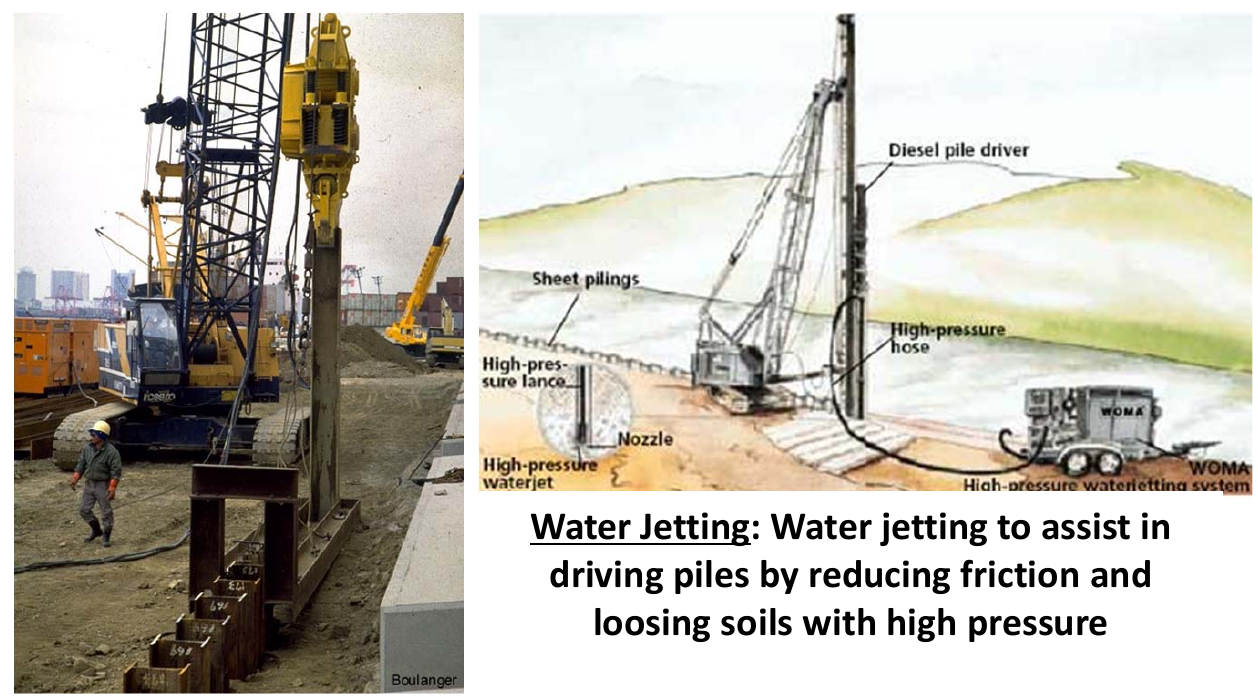 KOBELCO
Boulanger
Diesel pile driver
Sheet pilings
High-pressure
hose
High-pres-
sure lance
Nozzle
High-pressure
waterjet
WOMA
WOMA
High-pressure waterjetting system
Water Jetting: Water jetting to assist in
driving piles by reducing friction and
loosing soils with high pressure